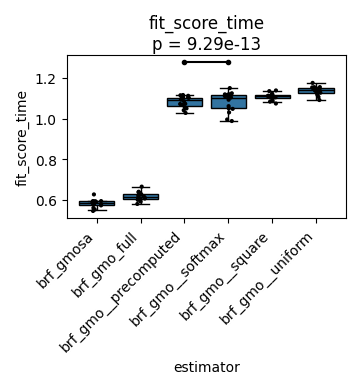 fit_score_time
p = 9.29e-13
fit_score_time
1.2
1.0
0.8
0.6
brf_gmosa
brf_gmo_full
brf_gmo__precomputed
brf_gmo__softmax
brf_gmo__square
brf_gmo__uniform
estimator